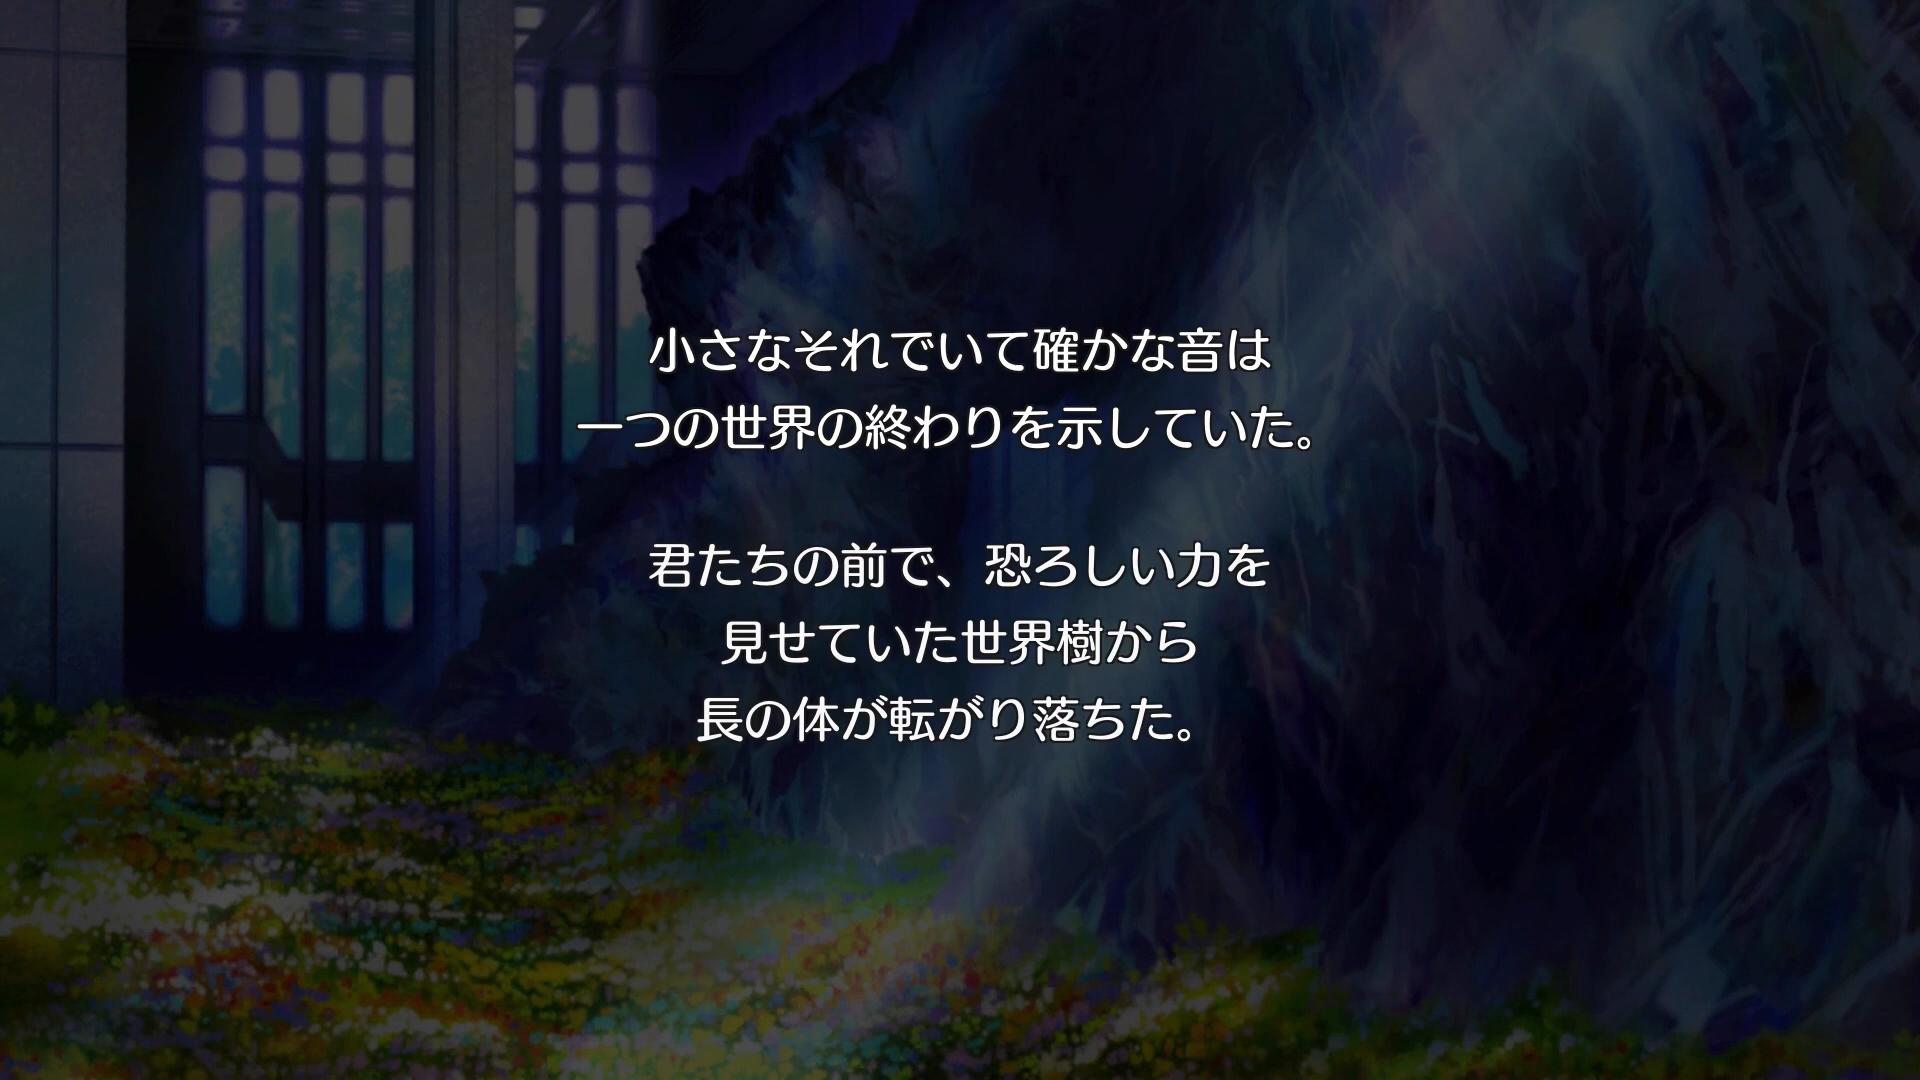 小さなそれでいて確かな音は
一つの世界の終わりを示していた。
君たちの前で、恐ろしい力を
見せていた世界樹から
長の体が転がり落ちた。